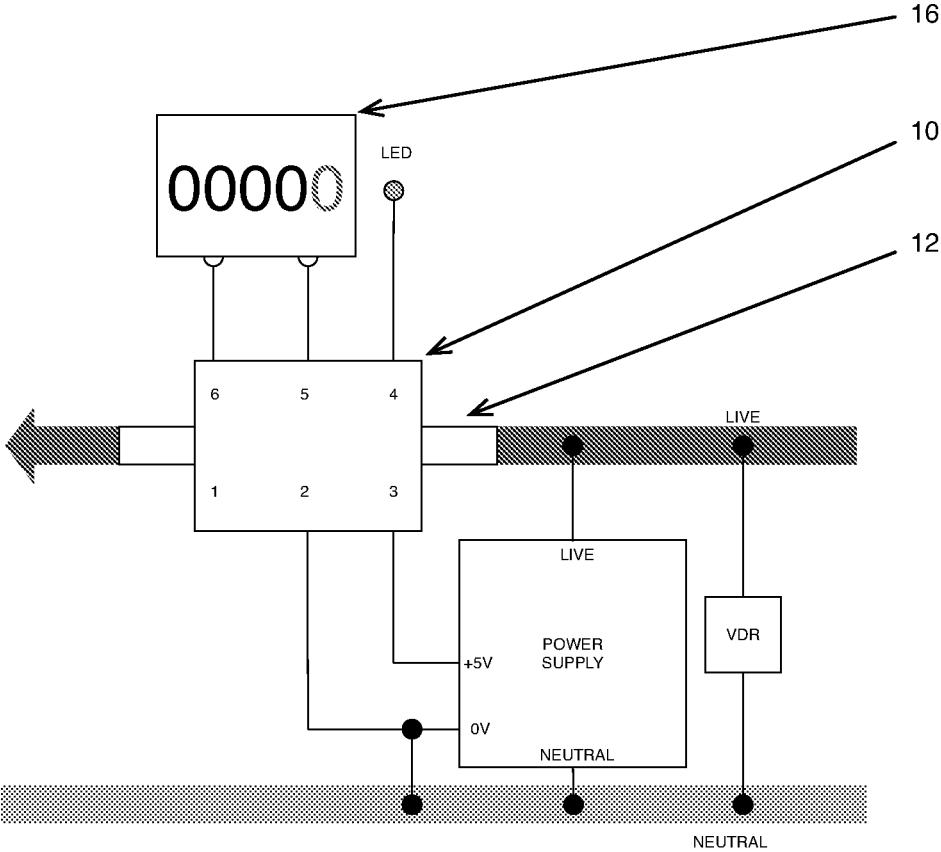 16
10
LED
00000
12
6 5 4
LIVE
1 2 3
LIVE
VDR
POWER
SUPPLY
+5V
0V
NEUTRAL
NEUTRAL